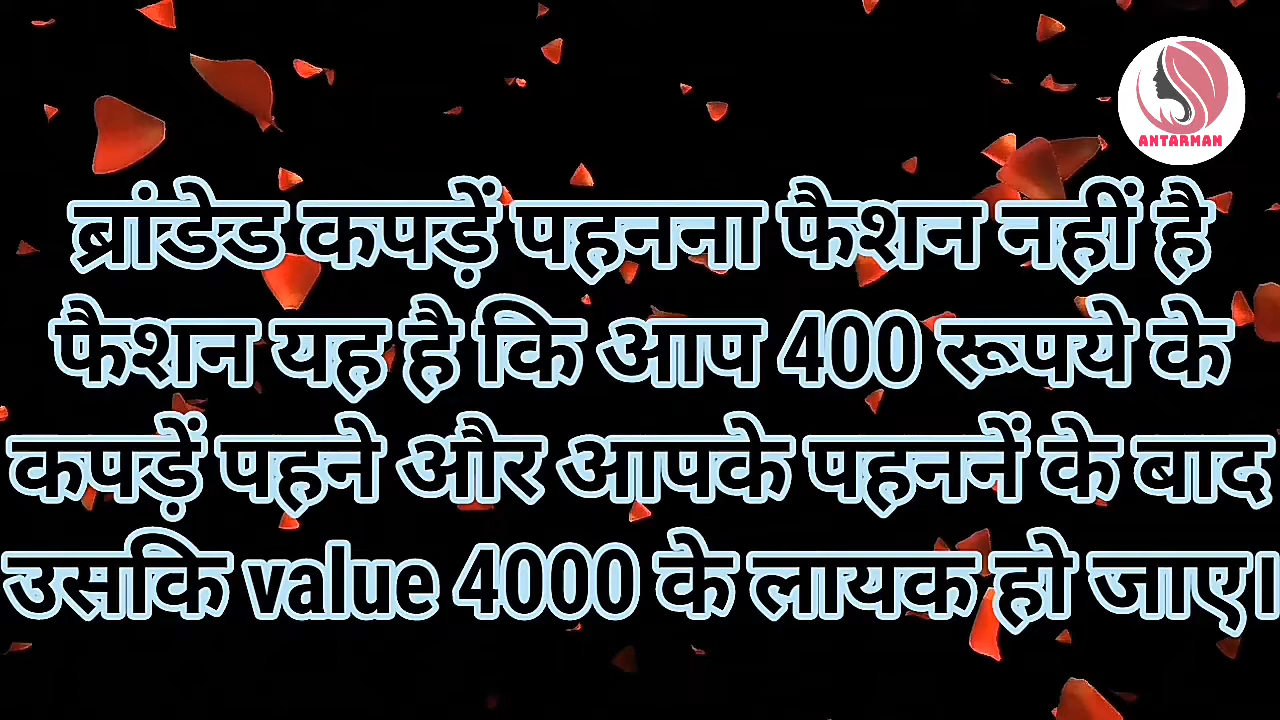 ANTARMAN
ब्रांडेड कपड़ें पहनना फैशन नहीं है
फैशन यह है कि आप 400 रूपये के
कपड़ें पहने और आपके पहननें के बाद
उसकि value 4000 के लायक हो जाए।